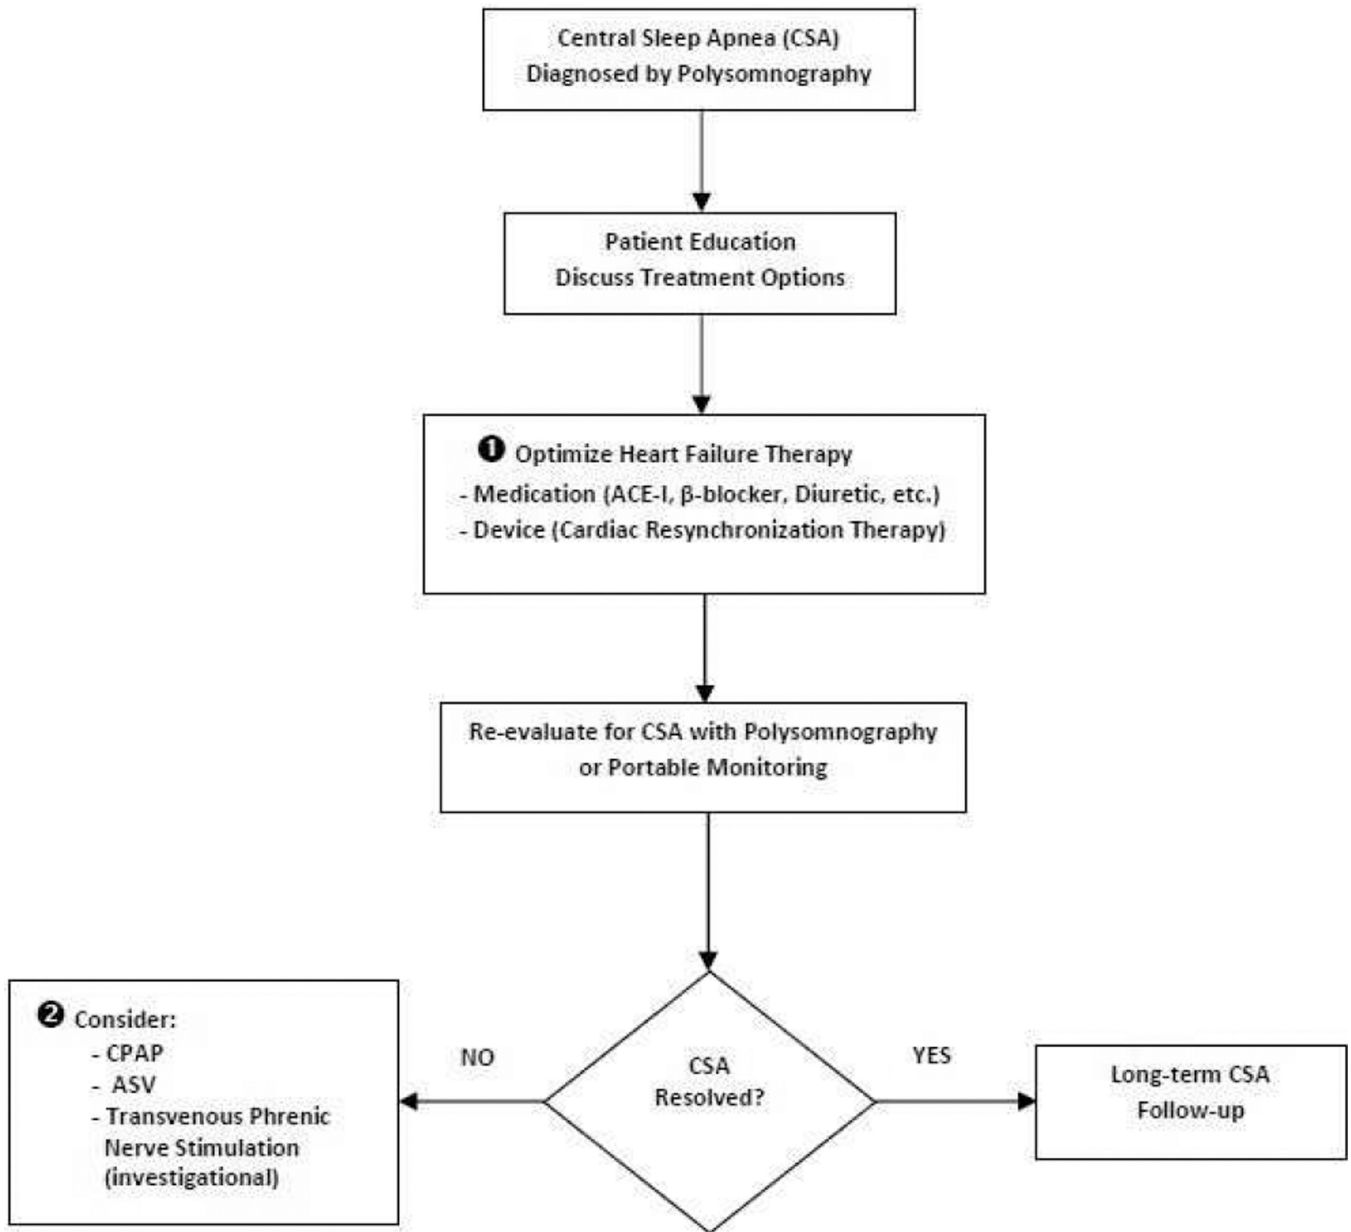 Central Sleep Apnea (CSA)
Diagnosed by Polysomnography
Patient Education
Discuss Treatment Options
❶ Optimize Heart Failure Therapy
- Medication (ACE-I, β-blocker, Diuretic, etc.)
- Device (Cardiac Resynchronization Therapy)
Re-evaluate for CSA with Polysomnography
or Portable Monitoring
❷ Consider:
- CPAP
- ASV
- Transvenous Phrenic
Nerve Stimulation
(investigational)
NO
CSA
Resolved?
YES
Long-term CSA
Follow-up